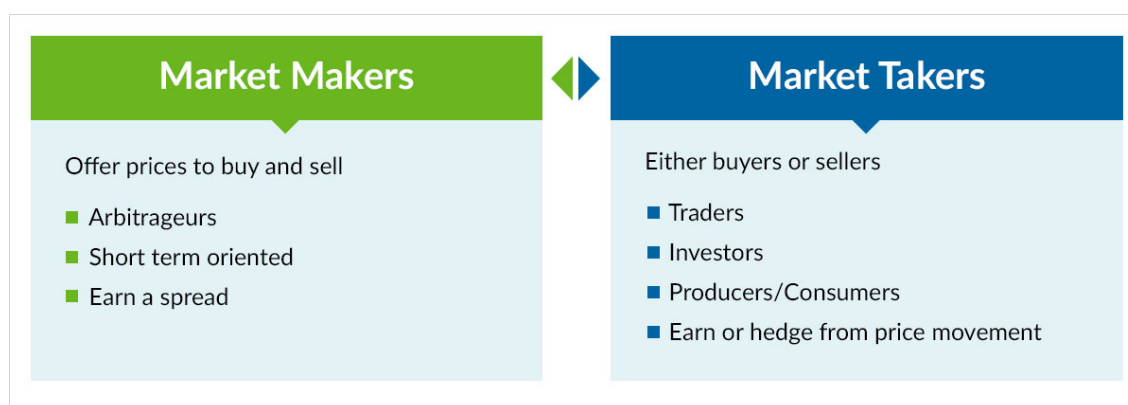 Market Makers
Offer prices to buy and sell
Arbitrageurs
Short term oriented
Earn a spread
Market Takers
Either buyers or sellers
Traders
Investors
Producers/Consumers
Earn or hedge from price movement